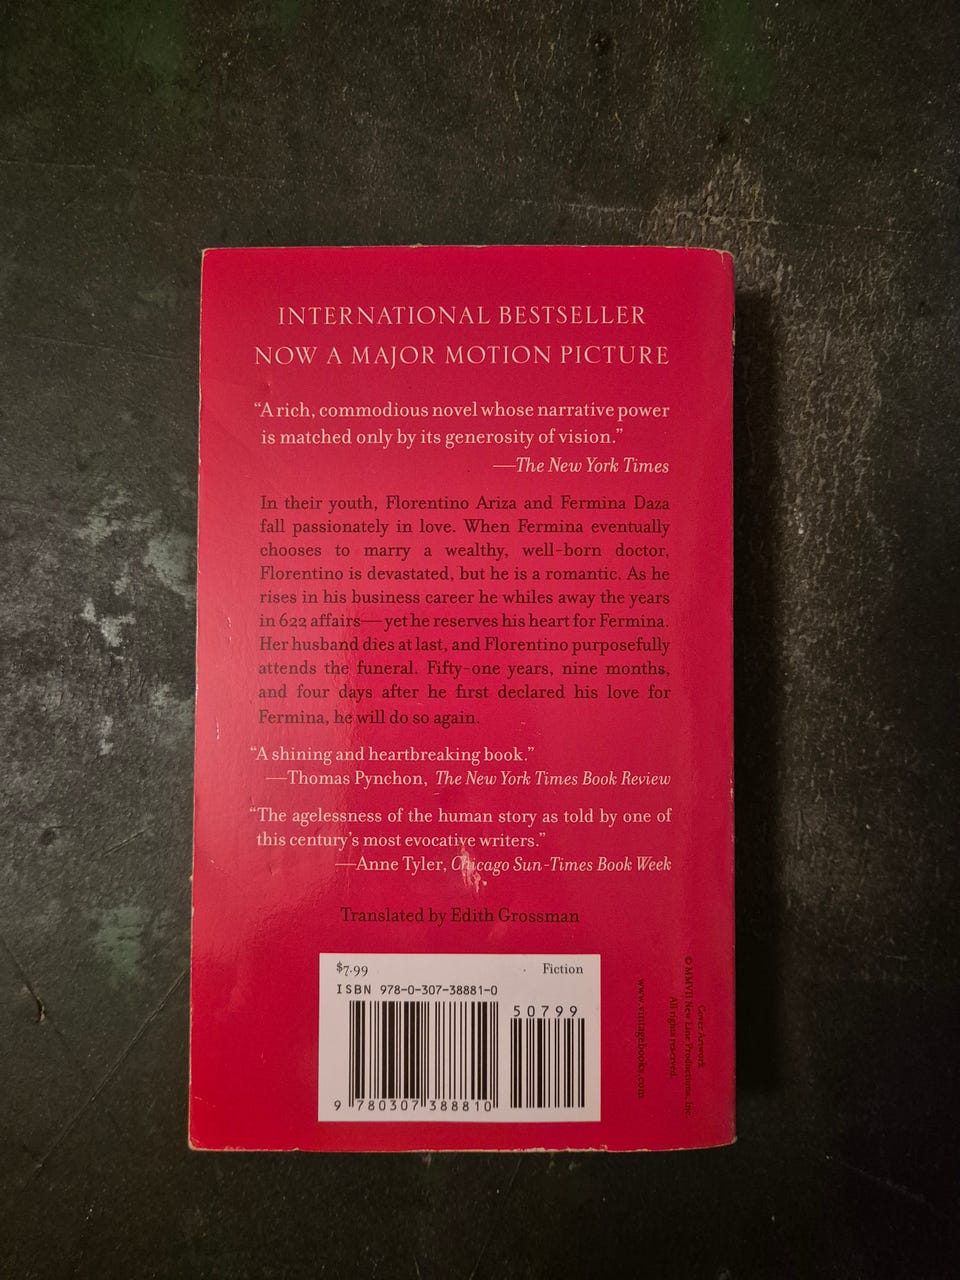 INTERNATIONAL BESTSELLER
NOW A MAJOR MOTION PICTURE
“A rich, commodious novel whose narrative power
is matched only by its generosity of vision.”
—The New York Times
In their youth, Florentino Ariza and Fermina Daza
fall passionately in love. When Fermina eventually
chooses to marry a wealthy, well-born doctor,
Florentino is devastated, but he is a romantic. As he
rises in his business career he whiles away the years
in 622 affairs—yet he reserves his heart for Fermina.
Her husband dies at last, and Florentino purposefully
attends the funeral. Fifty-one years, nine months,
and four days after he first declared his love for
Fermina, he will do so again.
“A shining and heartbreaking book.”
—Thomas Pynchon, The New York Times Book Review
“The agelessness of the human story as told by one of
this century’s most evocative writers.”
—Anne Tyler, Chicago Sun-Times Book Week
Translated by Edith Grossman
$7.99 Fiction
ISBN 978-0-307-38881-0
50799
9 780307 388810
Cover Artwork
© MMVII New Line Productions, Inc.
All rights reserved.
www.vintagebooks.com